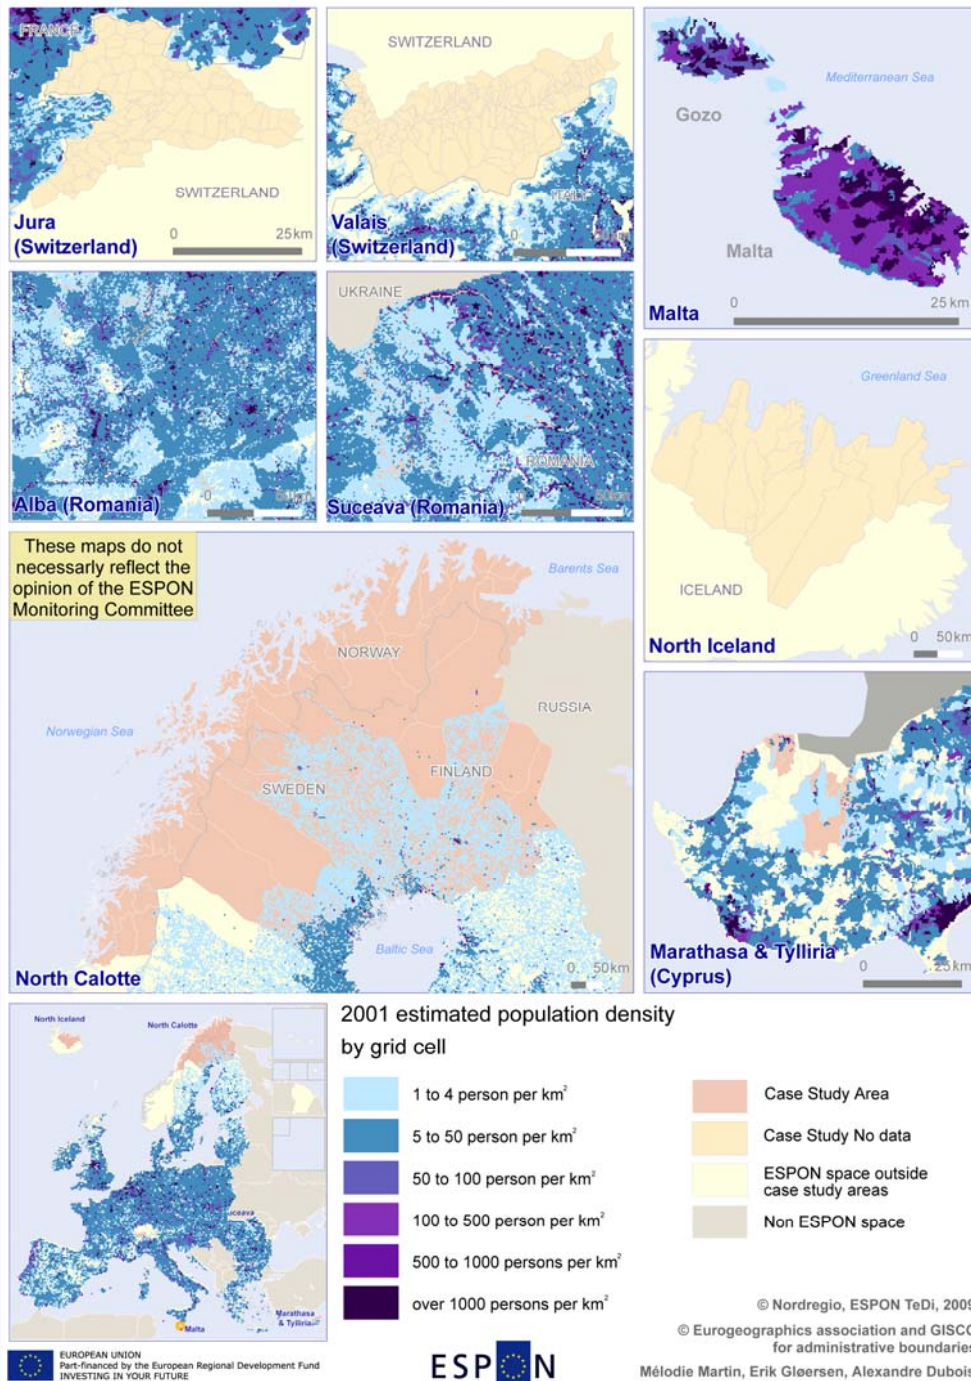 FRANCE
SWITZERLAND
Jura
(Switzerland)
0 25km
SWITZERLAND
ITALY
Valais
(Switzerland)
0
Mediterranean Sea
Gozo
Malta
0 25 km
Malta
Alba (Romania)
0 50km
UKRAINE
ROMANIA
Suceava (Romania)
0 50km
Greenland Sea
ICELAND
0 50km
North Iceland
These maps do not
necessarly reflect the
opinion of the ESPON
Monitoring Committee
Barents Sea
NORWAY
RUSSIA
Norwegian Sea
FINLAND
SWEDEN
Baltic Sea
North Calotte
0 50km
Marathasa & Tylliria
(Cyprus)
0 25km
North Iceland
North Calotte
Marathasa
& Tylliria
Malta
2001 estimated population density
by grid cell
1 to 4 person per km²
5 to 50 person per km²
50 to 100 person per km²
100 to 500 person per km²
500 to 1000 persons per km²
over 1000 persons per km²
Case Study Area
Case Study No data
ESPON space outside
case study areas
Non ESPON space
© Nordregio, ESPON TeDi, 2009
© Eurogeographics association and GISCO
for administrative boundaries
Mélodie Martin, Erik Gløersen, Alexandre Dubois
EUROPEAN UNION
Part-financed by the European Regional Development Fund
INVESTING IN YOUR FUTURE
ESPON